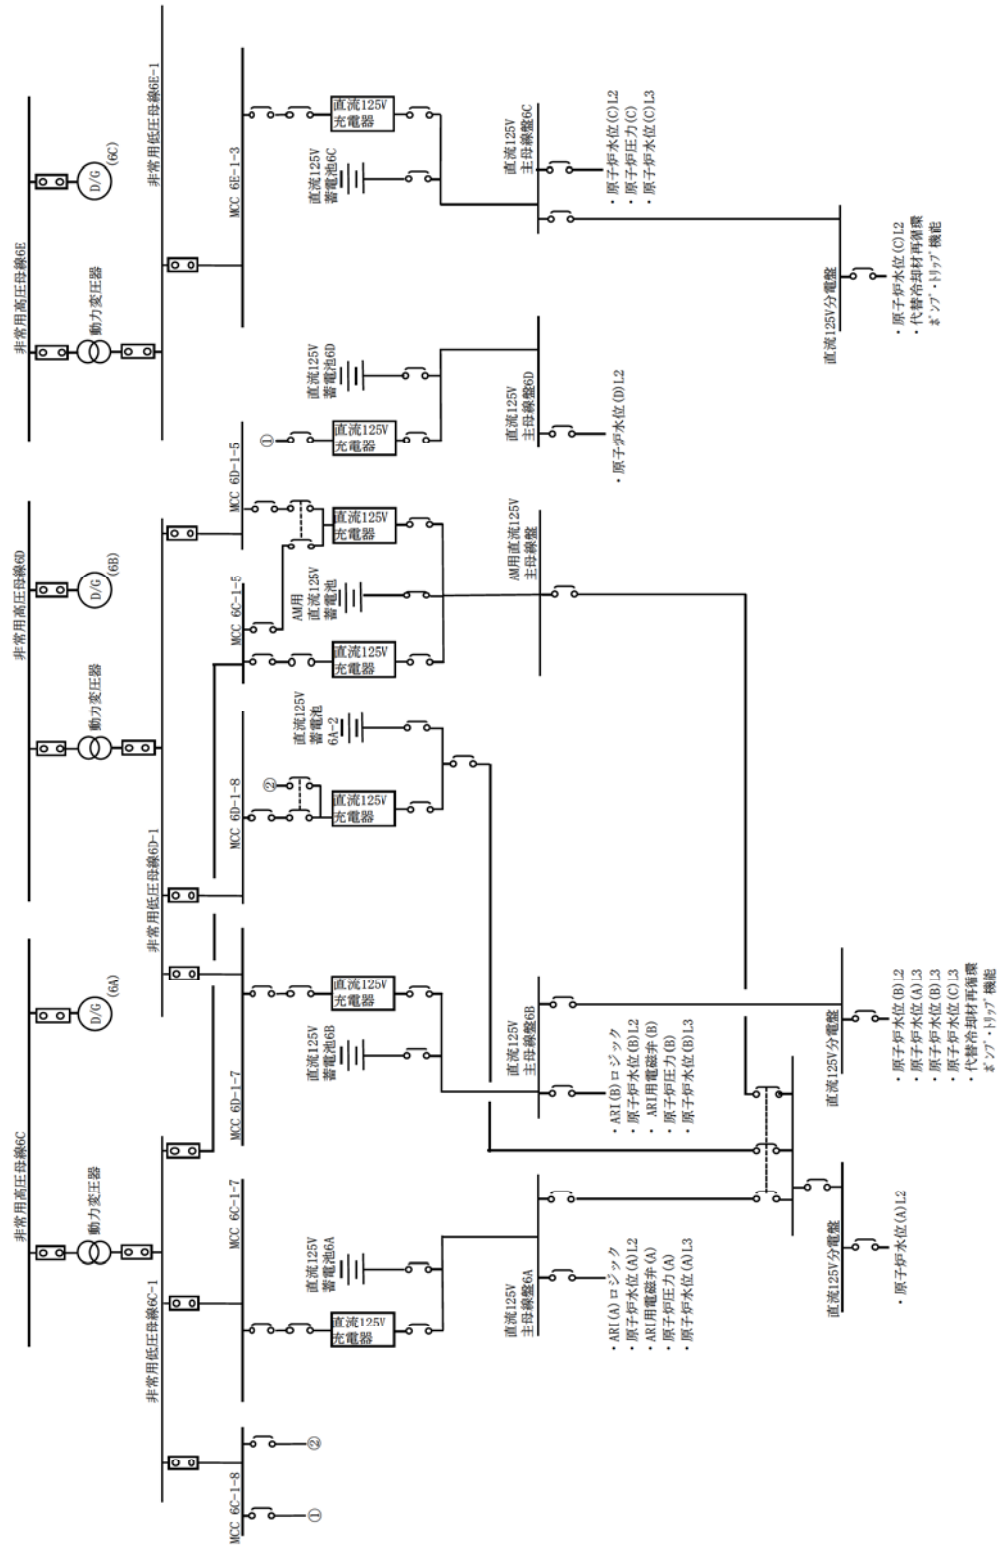 非常用高圧母線6C
D/G
(6A)
動力変圧器
非常用低圧母線6C-1
MCC 6C-1-8
①
②
MCC 6C-1-7
直流125V
充電器
直流125V
蓄電池6A
直流125V
主母線盤6A
・ARI(A)ロジック
・原子炉水位(A)L2
・ARI用電磁弁(A)
・原子炉圧力(A)
・原子炉水位(A)L3
直流125V分電盤
・原子炉水位(A)L2
非常用高圧母線6D
D/G
(6B)
動力変圧器
非常用低圧母線6D-1
MCC 6D-1-7
直流125V
蓄電池6B
直流125V
充電器
直流125V
主母線盤6B
・ARI(B)ロジック
・原子炉水位(B)L2
・ARI用電磁弁(B)
・原子炉圧力(B)
・原子炉水位(B)L3
直流125V分電盤
・原子炉水位(B)L2
・原子炉水位(A)L3
・原子炉水位(B)L3
・原子炉水位(C)L3
・代替冷却材再循環
ポンプ・トリップ機能
MCC 6D-1-8
②
直流125V
充電器
直流125V
蓄電池
6A-2
MCC 6C-1-5
直流125V
充電器
AM用
直流125V
蓄電池
MCC 6D-1-5
直流125V
充電器
AM用直流125V
主母線盤
①
直流125V
充電器
直流125V
蓄電池6D
直流125V
主母線盤6D
・原子炉水位(D)L2
非常用高圧母線6E
D/G
(6C)
動力変圧器
非常用低圧母線6E-1
MCC 6E-1-3
直流125V
蓄電池6C
直流125V
充電器
直流125V
主母線盤6C
・原子炉水位(C)L2
・原子炉圧力(C)
・原子炉水位(C)L3
直流125V分電盤
・原子炉水位(C)L2
・代替冷却材再循環
ポンプ・トリップ機能